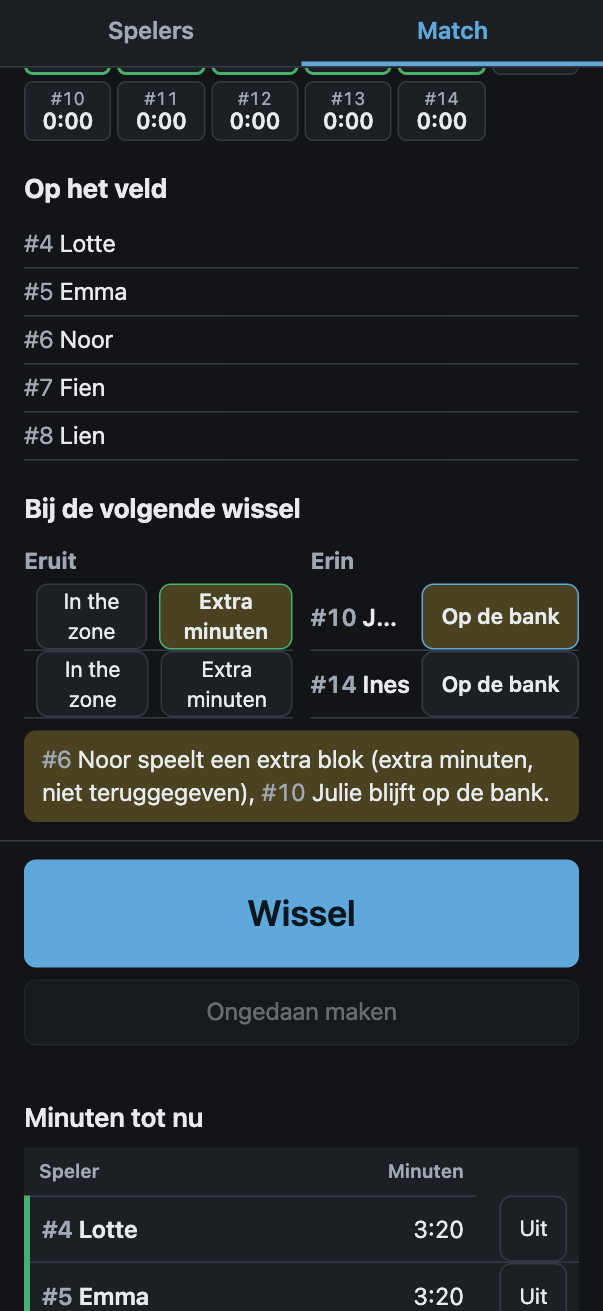 Spelers Match
#10 #11 #12 #13 #14
0:00 0:00 0:00 0:00 0:00
Op het veld
#4 Lotte
#5 Emma
#6 Noor
#7 Fien
#8 Lien
Bij de volgende wissel
Eruit Erin
In the zone Extra minuten #10 J... Op de bank
In the zone Extra minuten #14 Ines Op de bank
#6 Noor speelt een extra blok (extra minuten,
niet teruggegeven), #10 Julie blijft op de bank.
Wissel
Ongedaan maken
Minuten tot nu
Speler Minuten
#4 Lotte 3:20 Uit
#5 Emma 3:20 Uit